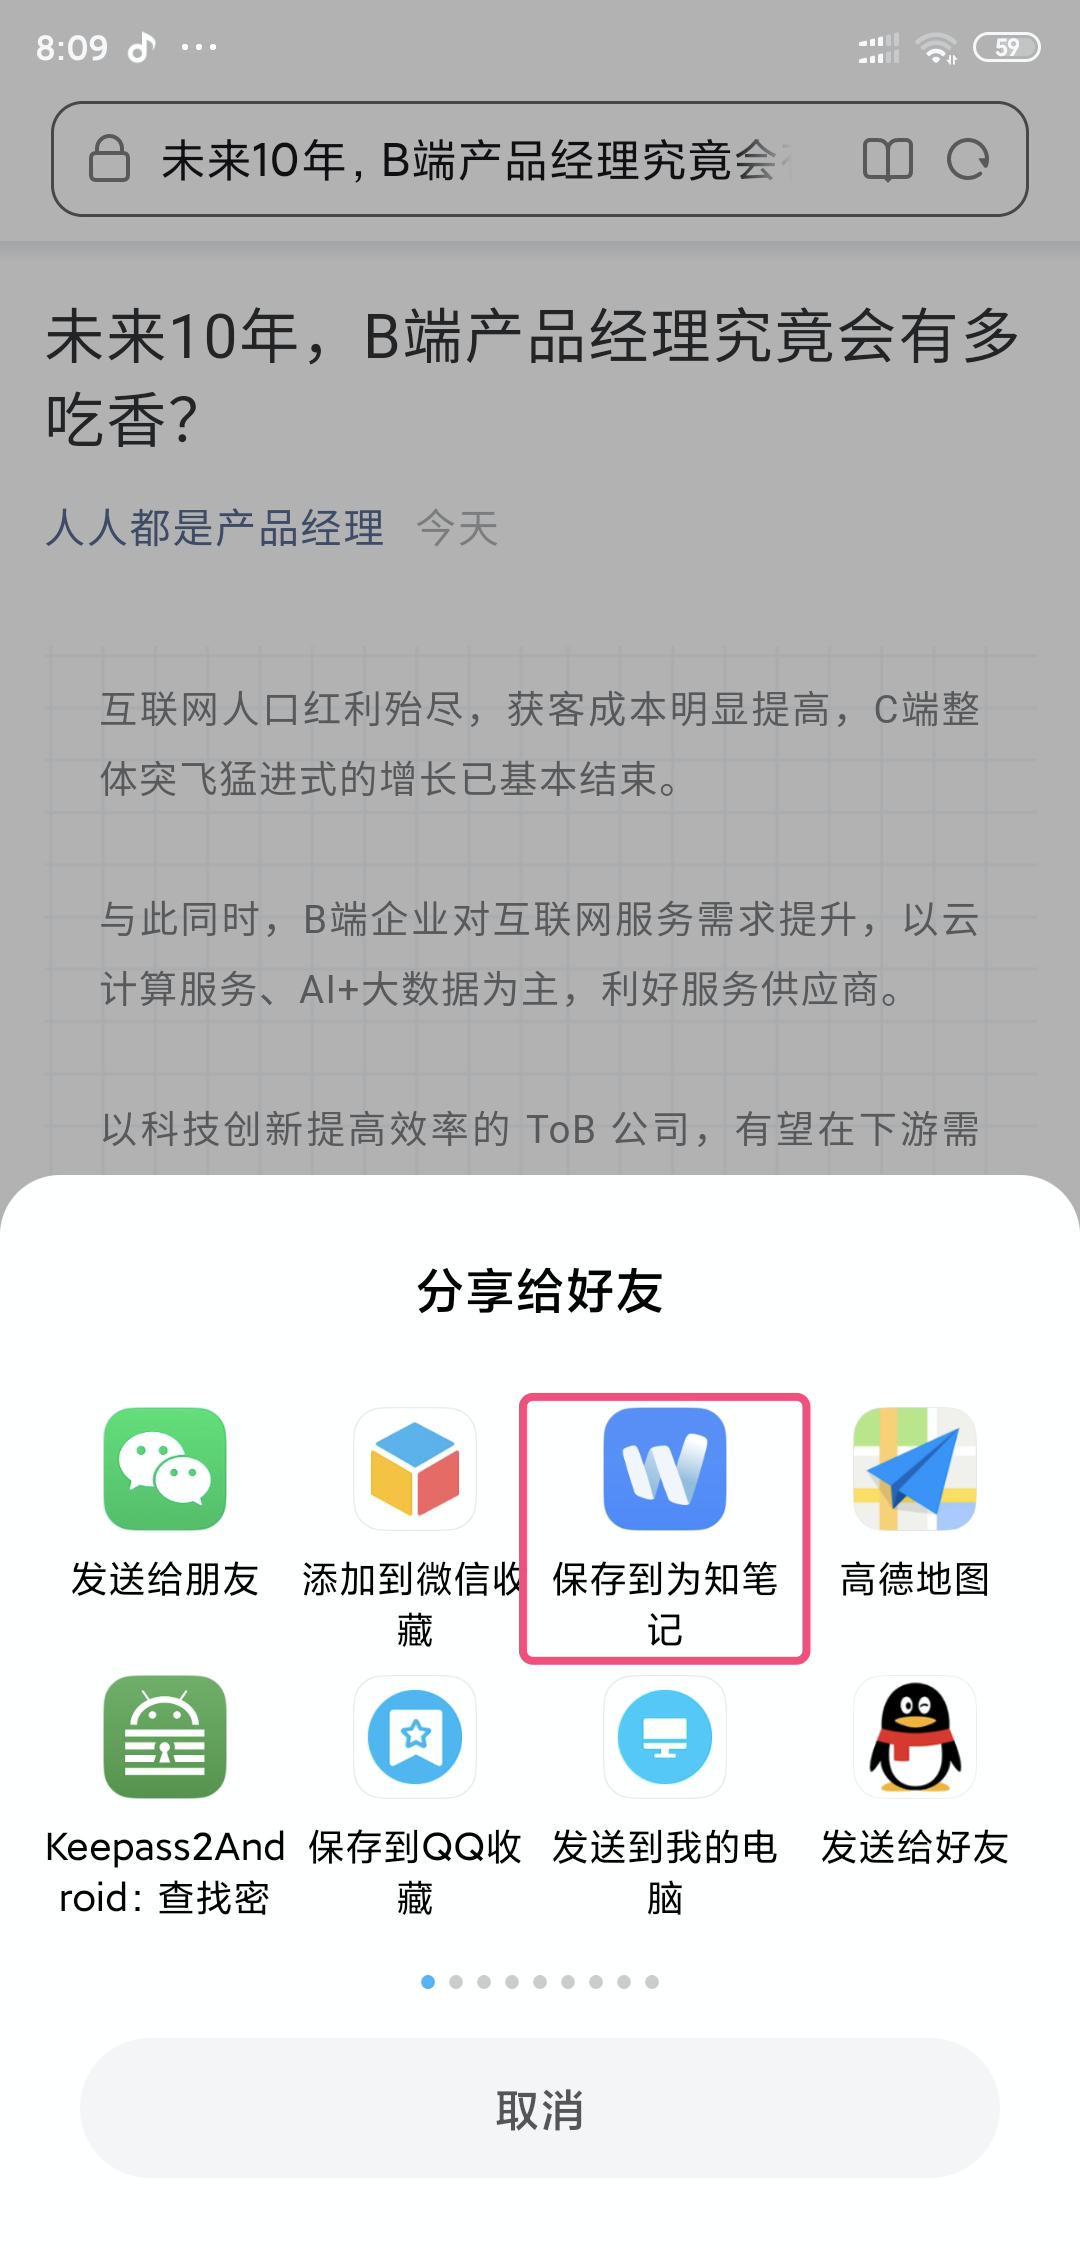 8:09
59
未来10年，B端产品经理究竟会
未来10年，B端产品经理究竟会有多
吃香？
人人都是产品经理 今天
互联网人口红利殆尽，获客成本明显提高，C端整
体突飞猛进式的增长已基本结束。
与此同时，B端企业对互联网服务需求提升，以云
计算服务、AI+大数据为主，利好服务供应商。
以科技创新提高效率的 ToB 公司，有望在下游需
分享给好友
发送给朋友
添加到微信收
藏
保存到为知笔
记
高德地图
Keepass2And
roid：查找密
保存到QQ收
藏
发送到我的电
脑
发送给好友
取消